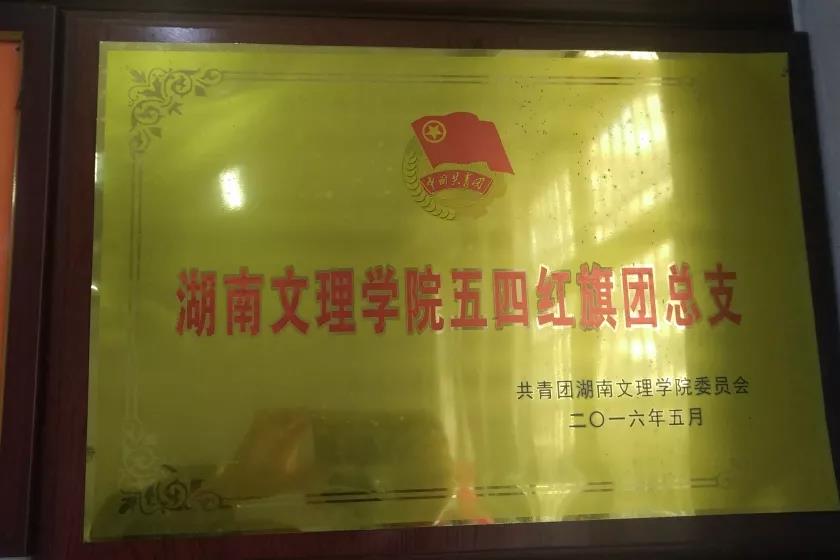 中国共青团
湖南文理学院五四红旗团总支
共青团湖南文理学院委员会
二〇一六年五月